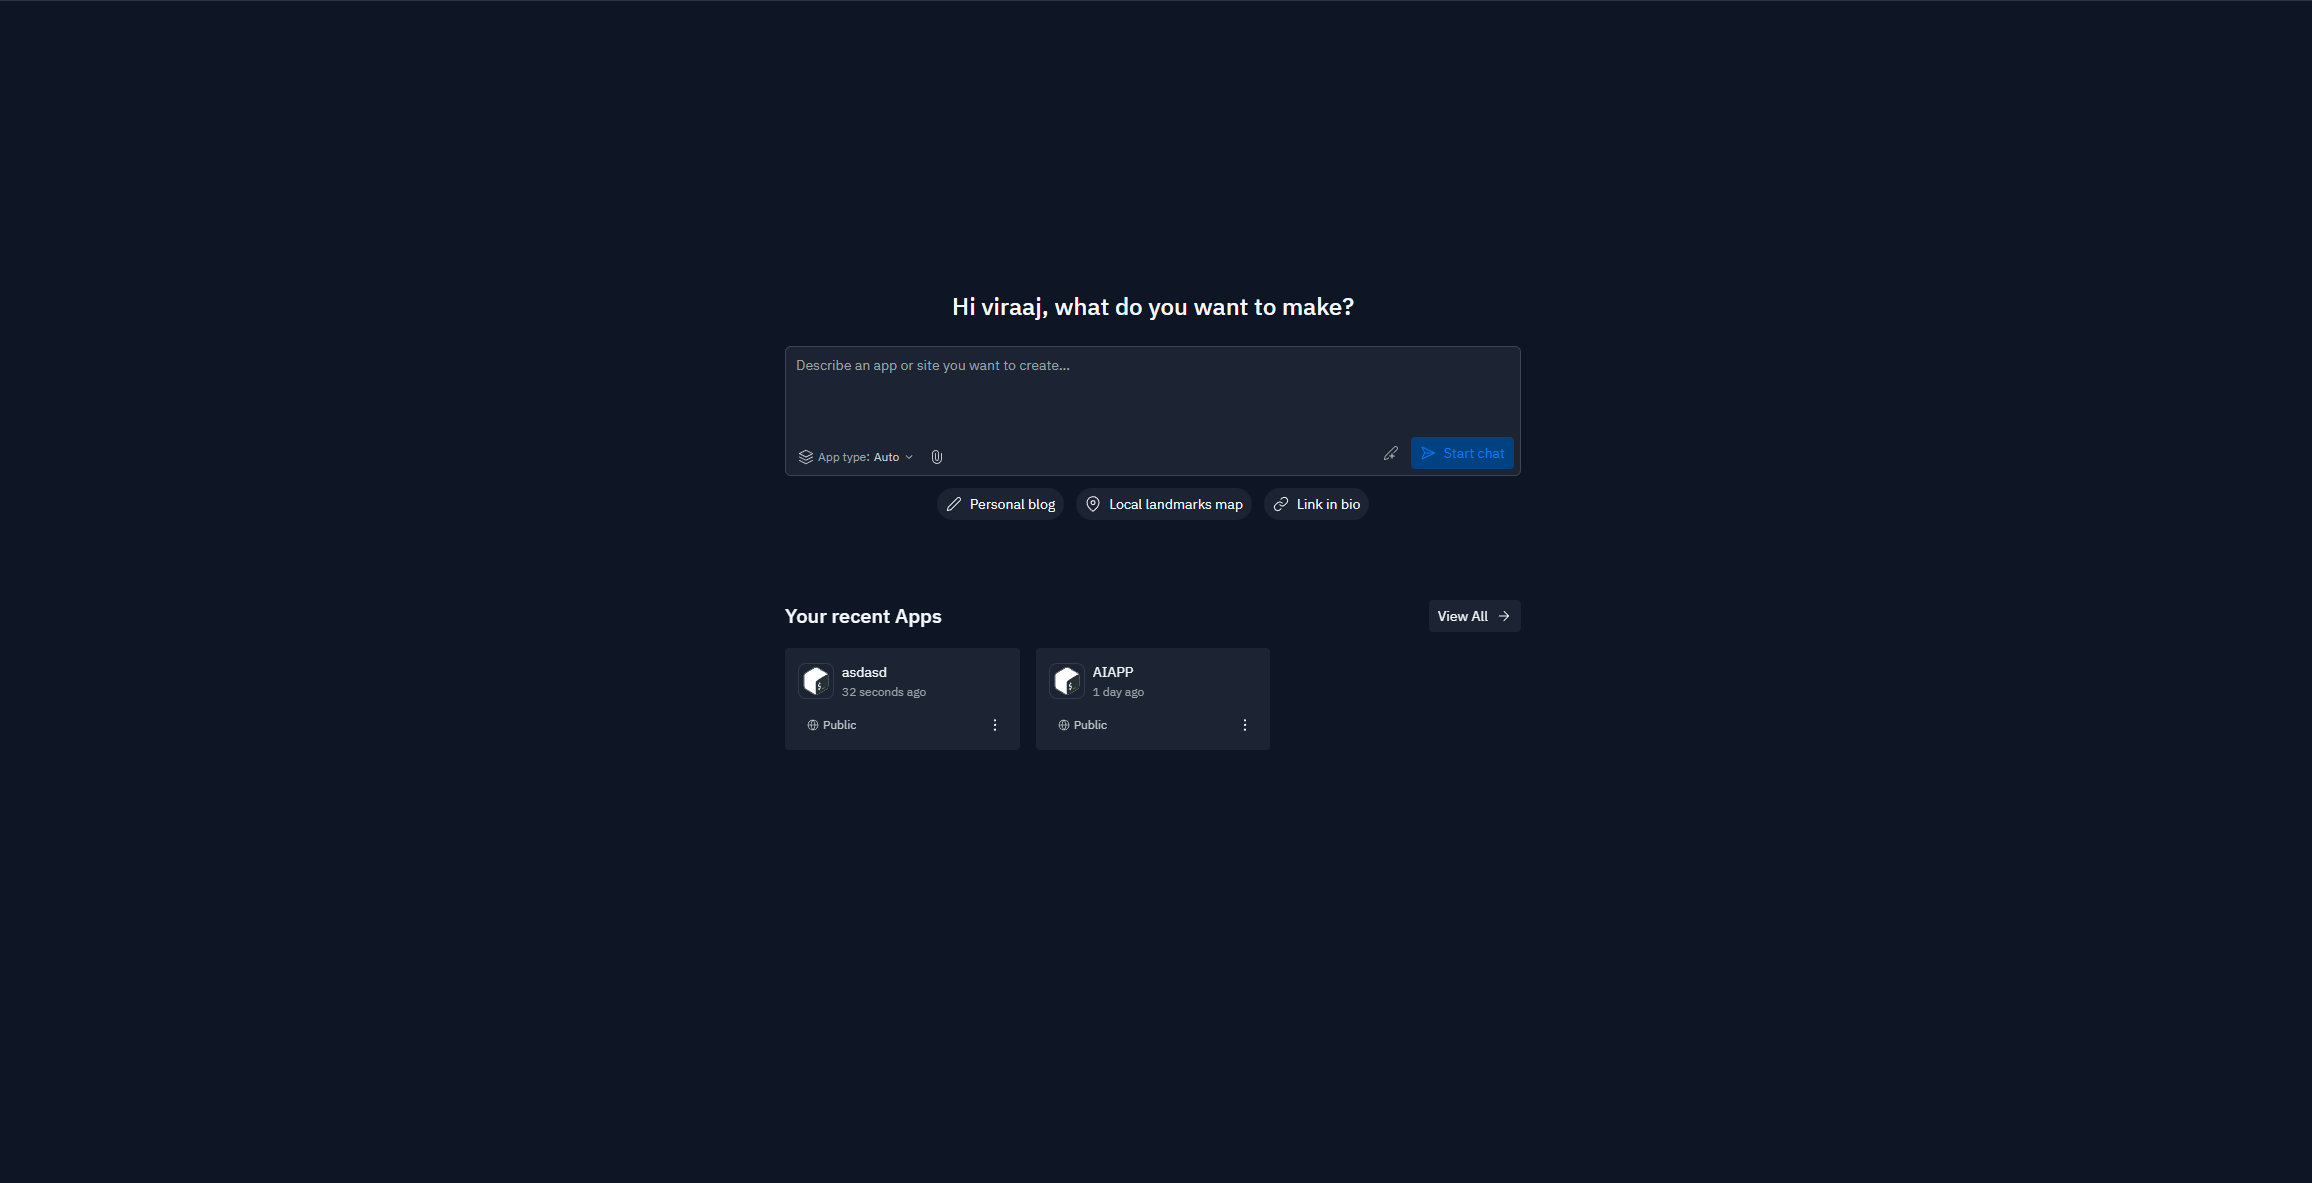 Hi viraaj, what do you want to make?
Describe an app or site you want to create...
App type: Auto
Start chat
Personal blog
Local landmarks map
Link in bio
Your recent Apps
View All
asdasd
32 seconds ago
Public
AIAPP
1 day ago
Public